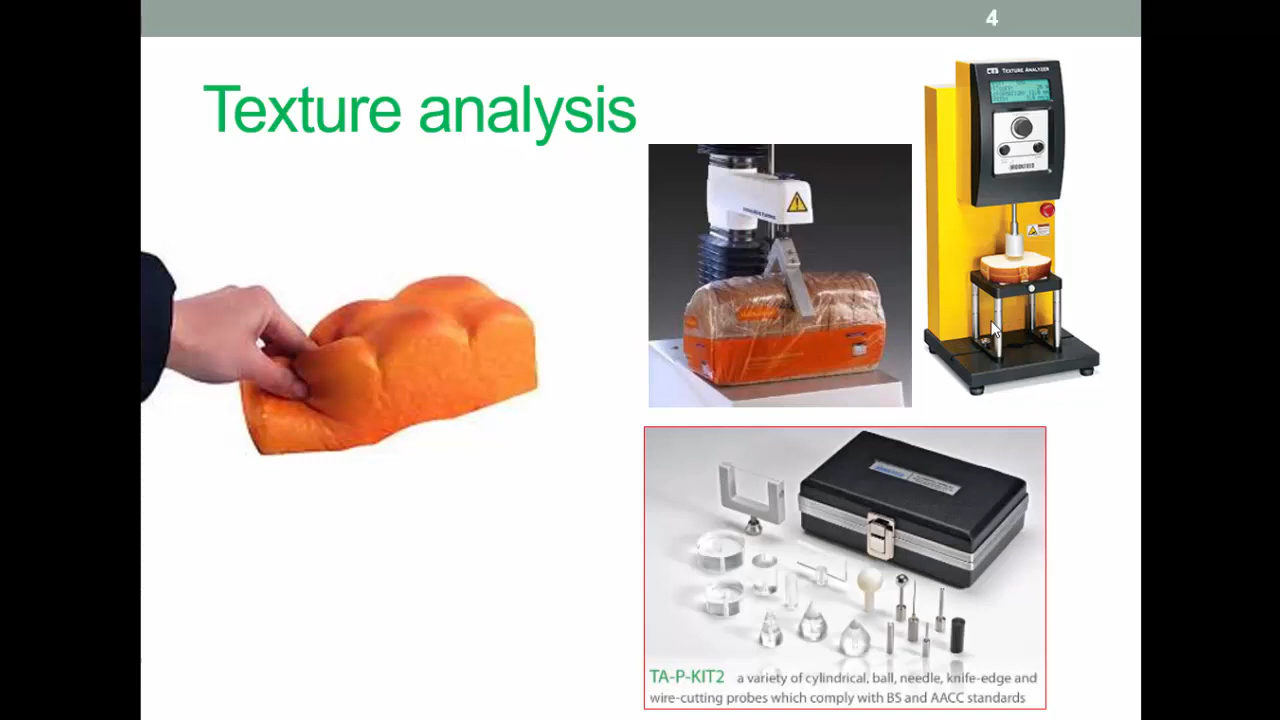 4
Texture analysis
TEXTURE ANALYZER
TA-P-KIT2 a variety of cylindrical, ball, needle, knife-edge and
wire-cutting probes which comply with BS and AACC standards